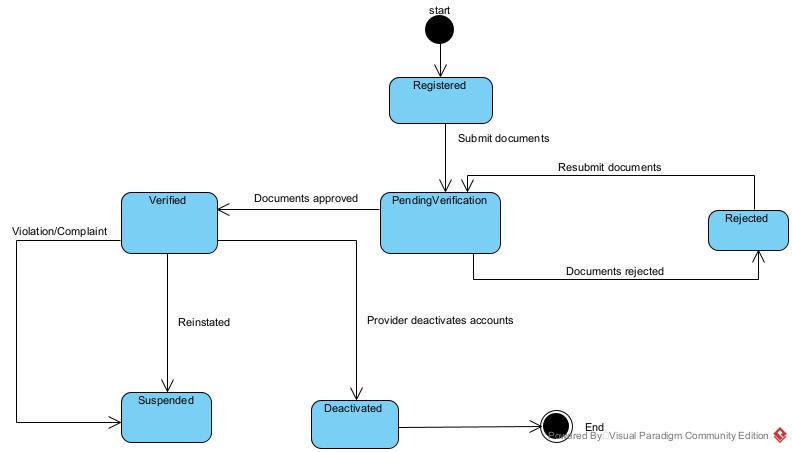 start
Registered
Submit documents
Resubmit documents
Verified
Documents approved
PendingVerification
Rejected
Violation/Complaint
Documents rejected
Reinstated
Provider deactivates accounts
Suspended
Deactivated
End
Powered By Visual Paradigm Community Edition